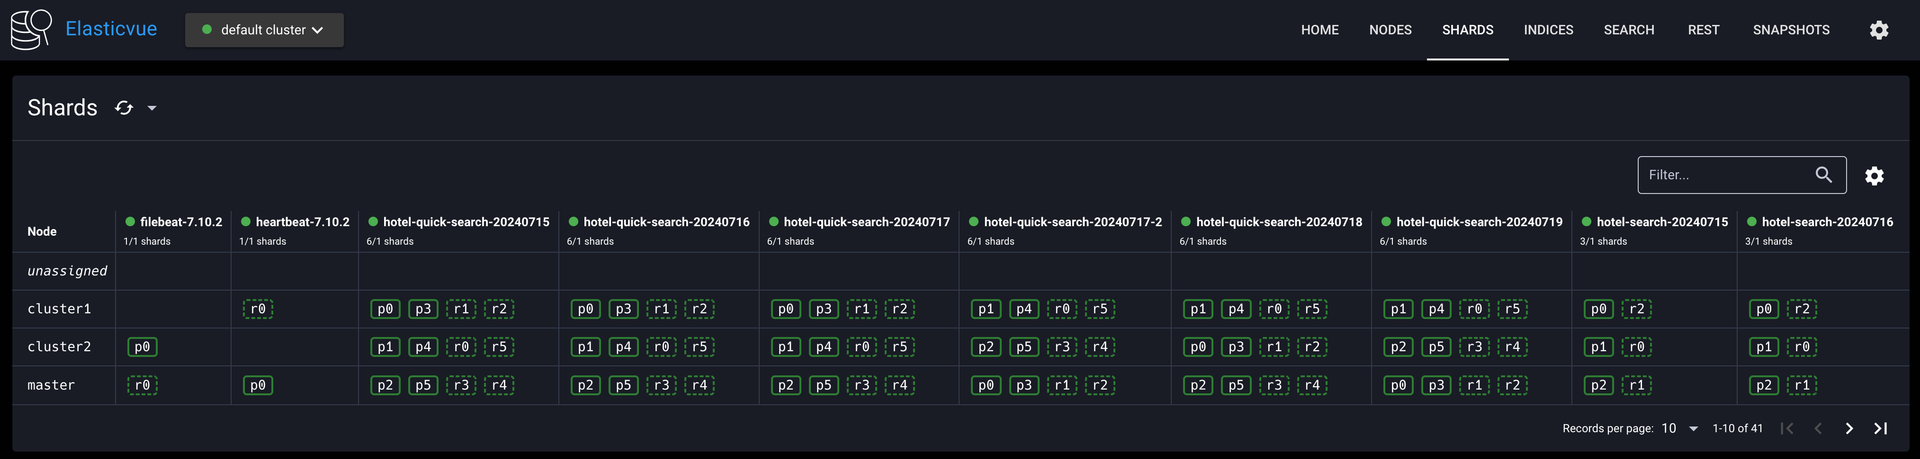 Elasticvue default cluster HOME NODES SHARDS INDICES SEARCH REST SNAPSHOTS
Shards
Filter...
Node filebeat-7.10.2 heartbeat-7.10.2 hotel-quick-search-20240715 hotel-quick-search-20240716 hotel-quick-search-20240717 hotel-quick-search-20240717-2 hotel-quick-search-20240718 hotel-quick-search-20240719 hotel-search-20240715 hotel-search-20240716
1/1 shards 1/1 shards 6/1 shards 6/1 shards 6/1 shards 6/1 shards 6/1 shards 6/1 shards 3/1 shards 3/1 shards
unassigned
cluster1 r0 p0 p3 r1 r2 p0 p3 r1 r2 p0 p3 r1 r2 p1 p4 r0 r5 p1 p4 r0 r5 p1 p4 r0 r5 p0 r2 p0 r2
cluster2 p0 p1 p4 r0 r5 p1 p4 r0 r5 p1 p4 r0 r5 p2 p5 r3 r4 p0 p3 r1 r2 p2 p5 r3 r4 p1 r0 p1 r0
master r0 p0 p2 p5 r3 r4 p2 p5 r3 r4 p2 p5 r3 r4 p0 p3 r1 r2 p2 p5 r3 r4 p0 p3 r1 r2 p2 r1 p2 r1
Records per page: 10 1-10 of 41